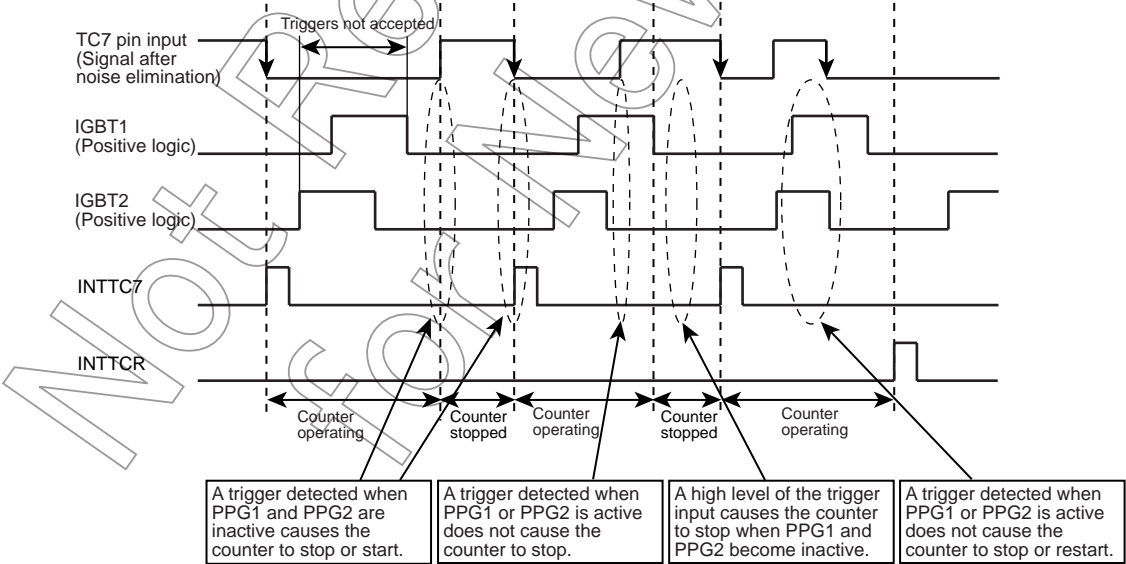 Triggers not accepted
TC7 pin input
(Signal after
noise elimination)
IGBT1
(Positive logic)
IGBT2
(Positive logic)
INTTC7
INTTCR
Counter
operating
Counter
stopped
Counter
operating
Counter
stopped
Counter
operating
A trigger detected when
PPG1 and PPG2 are
inactive causes the
counter to stop or start.
A trigger detected when
PPG1 or PPG2 is active
does not cause the
counter to stop.
A high level of the trigger
input causes the counter
to stop when PPG1 and
PPG2 become inactive.
A trigger detected when
PPG1 or PPG2 is active
does not cause the
counter to stop or restart.
Not Re
for New